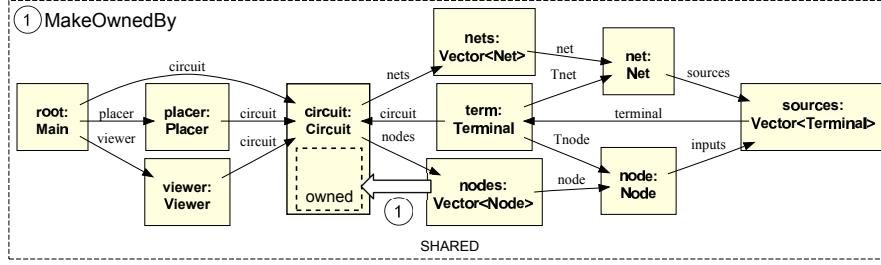 1 MakeOwnedBy
circuit
nets:
Vector<Net>
net
net:
Net
nets
Tnet
sources
root:
Main
placer
placer:
Placer
circuit
circuit:
Circuit
circuit
term:
Terminal
terminal
sources:
Vector<Terminal>
viewer
circuit
nodes
Tnode
inputs
viewer:
Viewer
owned
1
nodes:
Vector<Node>
node
node:
Node
SHARED